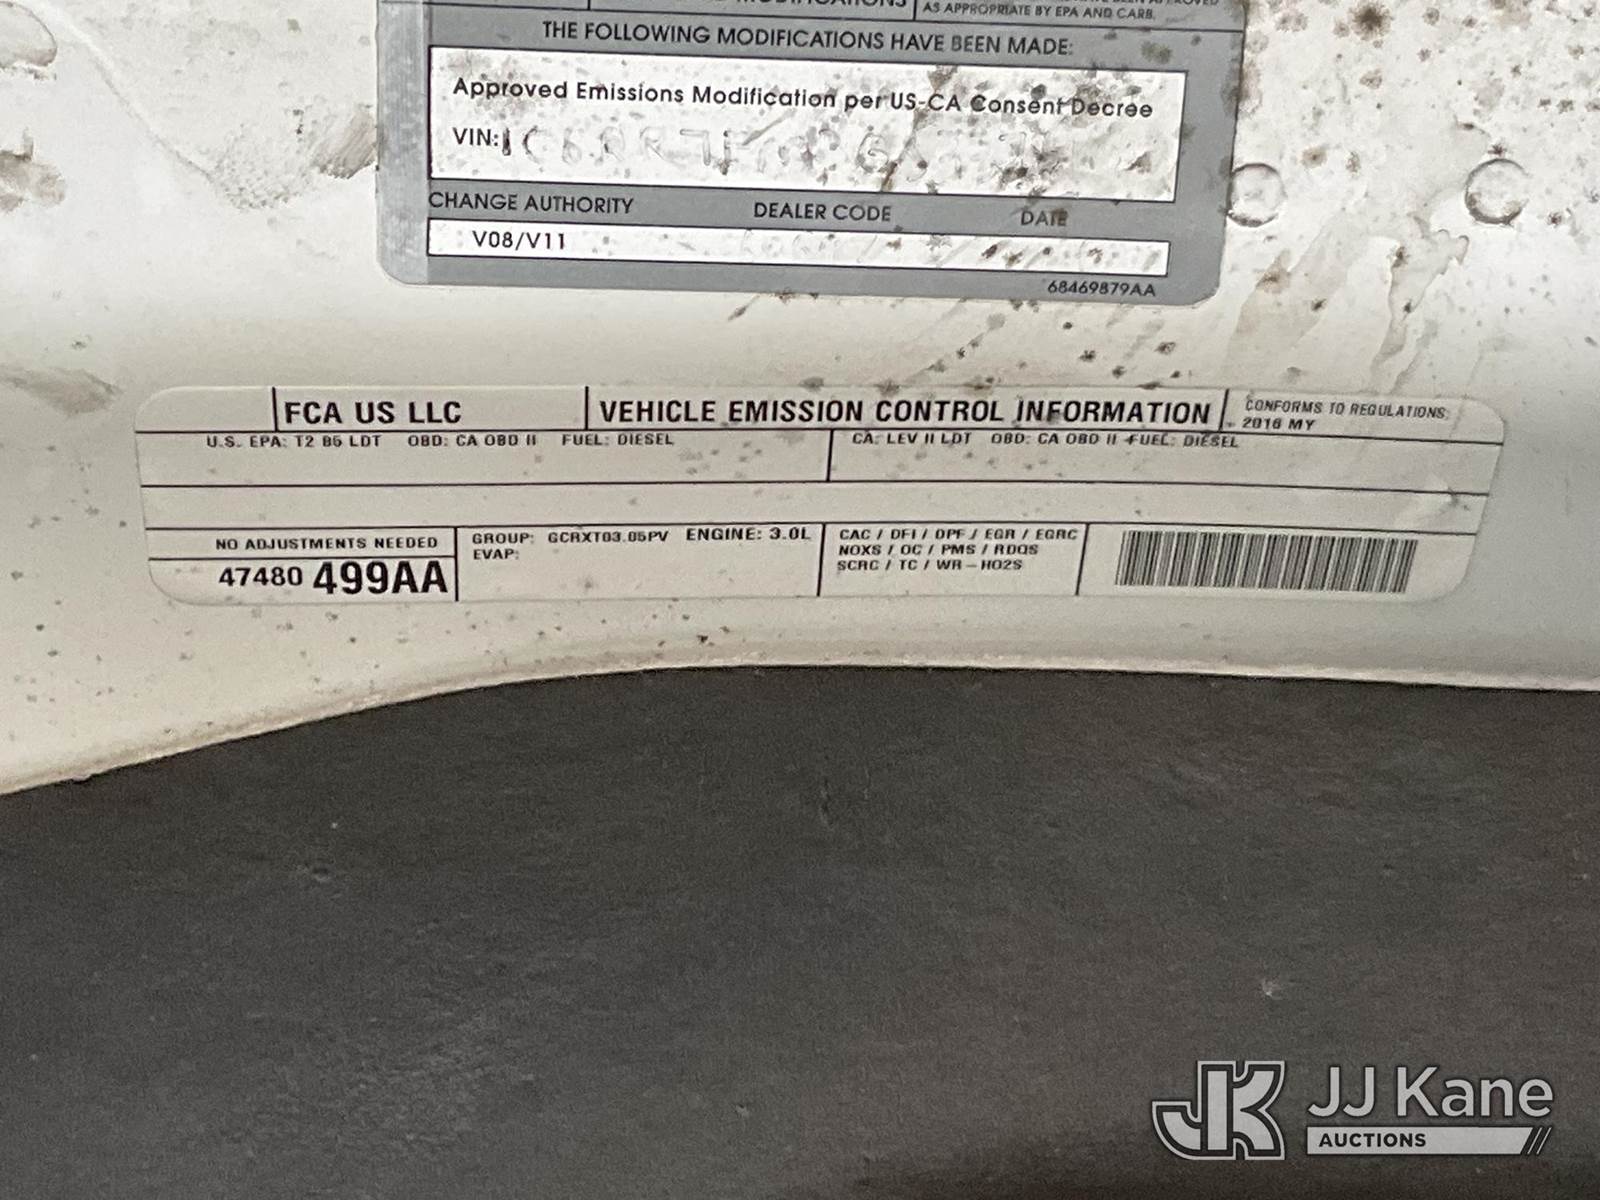 AS APPROPRIATE BY EPA AND CARB.
THE FOLLOWING MODIFICATIONS HAVE BEEN MADE:
Approved Emissions Modification per US-CA Consent Decree
VIN:
CHANGE AUTHORITY DEALER CODE DATE
V08/V11
68469879AA
FCA US LLC VEHICLE EMISSION CONTROL INFORMATION CONFORMS TO REGULATIONS:
2016 MY
U.S. EPA: T2 B5 LDT OBD: CA OBD II FUEL: DIESEL CA: LEV II LDT OBD: CA OBD II FUEL: DIESEL
NO ADJUSTMENTS NEEDED
47480 499AA
GROUP: GCRXT03.05PV ENGINE: 3.0L
EVAP:
CAC / DFI / DPF / EGR / EGRC
NOXS / OC / PMS / RDQS
SCRC / TC / WR-HO2S
JK JJ Kane
AUCTIONS